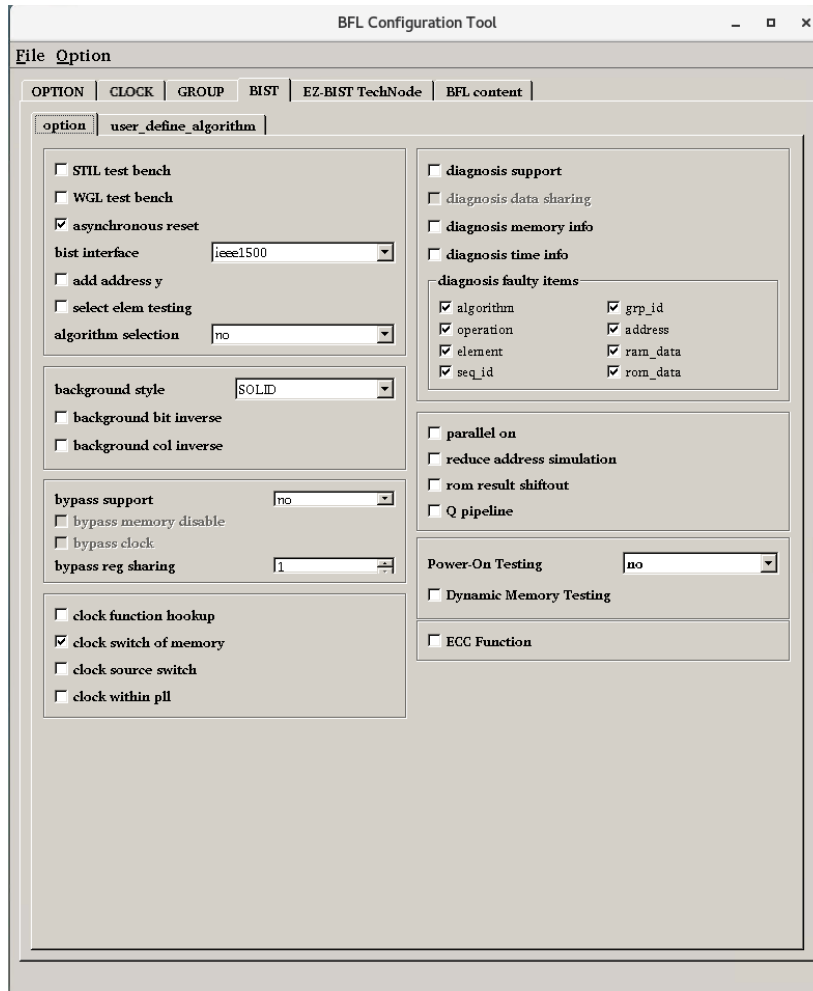 BFL Configuration Tool
File Option
OPTION CLOCK GROUP BIST EZ-BIST TechNode BFL content
option user_define_algorithm
STIL test bench
WGL test bench
asynchronous reset
bist interface ieee1500
add address y
select elem testing
algorithm selection no
background style SOLID
background bit inverse
background col inverse
bypass support no
bypass memory disable
bypass clock
bypass reg sharing 1
clock function hookup
clock switch of memory
clock source switch
clock within pll
diagnosis support
diagnosis data sharing
diagnosis memory info
diagnosis time info
diagnosis faulty items
algorithm grp_id
operation address
element ram_data
seq_id rom_data
parallel on
reduce address simulation
rom result shiftout
Q pipeline
Power-On Testing no
Dynamic Memory Testing
ECC Function